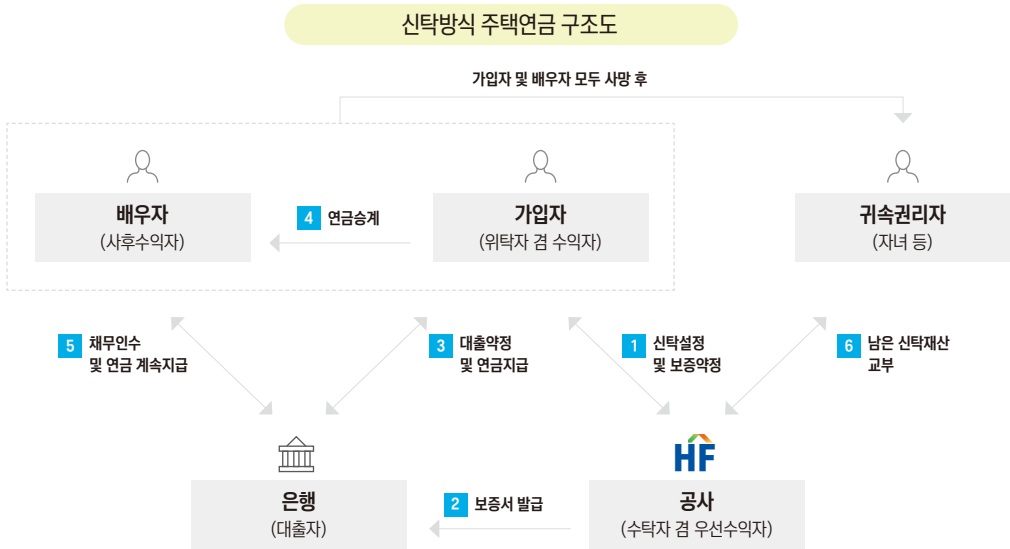 신탁방식 주택연금 구조도
가입자 및 배우자 모두 사망 후
배우자
(사후수익자)
4 연금승계
가입자
(위탁자 겸 수익자)
귀속권리자
(자녀 등)
5 채무인수
및 연금 계속지급
3 대출약정
및 연금지급
1 신탁설정
및 보증약정
6 남은 신탁재산
교부
HF
은행
(대출자)
2 보증서 발급
공사
(수탁자 겸 우선수익자)